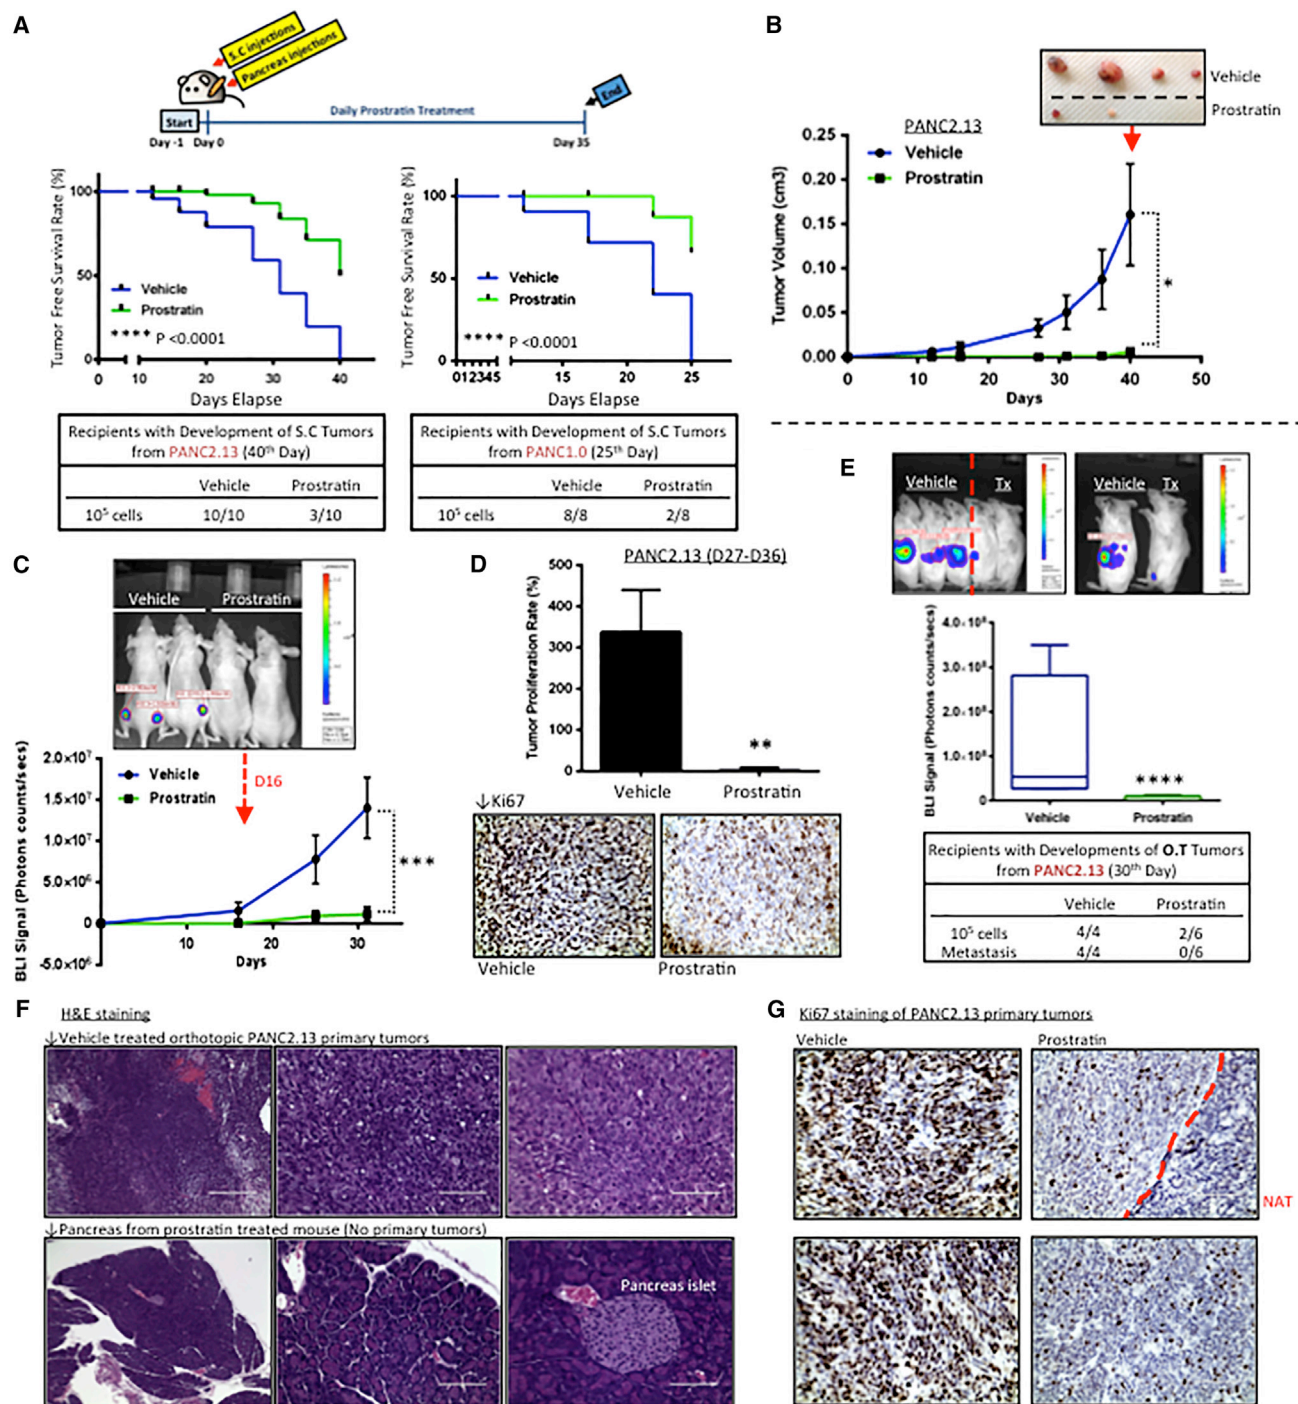 A
S.C injections
Pancreas injections
Daily Prostratin Treatment
End
Start
Day -1 Day 0
Day 35
Tumor Free Survival Rate (%)
100
50
0
Vehicle
Prostratin
**** P <0.0001
0 10 20 30 40
Days Elapse
Tumor Free Survival Rate (%)
100
50
0
Vehicle
Prostratin
**** P <0.0001
012345 15 20 25
Days Elapse
Recipients with Development of S.C Tumors
from PANC2.13 (40th Day)
Vehicle Prostratin
10⁵ cells 10/10 3/10
Recipients with Development of S.C Tumors
from PANC1.0 (25th Day)
Vehicle Prostratin
10⁵ cells 8/8 2/8
B
Vehicle
Prostratin
PANC2.13
Vehicle
Prostratin
Tumor Volume (cm3)
0.25
0.20
0.15
0.10
0.05
0.00
*
0 10 20 30 40 50
Days
C
Vehicle Prostratin
D16
BLI Signal (Photons counts/secs)
2.0×10⁷
1.5×10⁷
1.0×10⁷
5.0×10⁶
0
-5.0×10⁶
Vehicle
Prostratin
***
10 20 30
Days
D
PANC2.13 (D27-D36)
Tumor Proliferation Rate (%)
500
400
300
200
100
0
**
Vehicle Prostratin
↓Ki67
Vehicle Prostratin
E
Vehicle Tx
Vehicle Tx
BLI Signal (Photons counts/secs)
4.0×10⁸
3.0×10⁸
2.0×10⁸
1.0×10⁸
0
****
Vehicle Prostratin
Recipients with Developments of O.T Tumors
from PANC2.13 (30th Day)
Vehicle Prostratin
10⁵ cells 4/4 2/6
Metastasis 4/4 0/6
F
H&E staining
↓Vehicle treated orthotopic PANC2.13 primary tumors
↓Pancreas from prostratin treated mouse (No primary tumors)
Pancreas islet
G
Ki67 staining of PANC2.13 primary tumors
Vehicle Prostratin
NAT